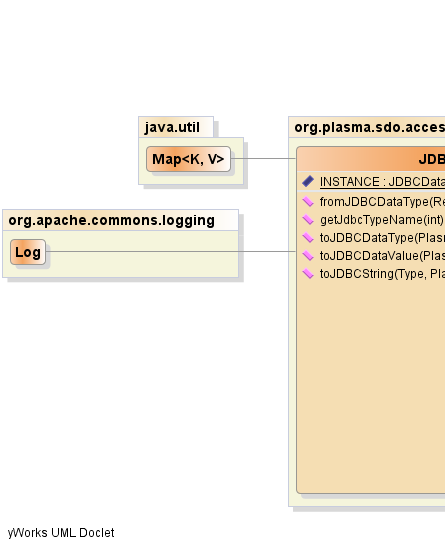 java.util
Map<K, V>
org.apache.commons.logging
Log
org.plasma.sdo.acces
JDBC
INSTANCE : JDBCData
fromJDBCDataType(Re
getJdbcTypeName(int)
toJDBCDataType(Plasm
toJDBCDataValue(Plas
toJDBCString(Type, Pla
yWorks UML Doclet